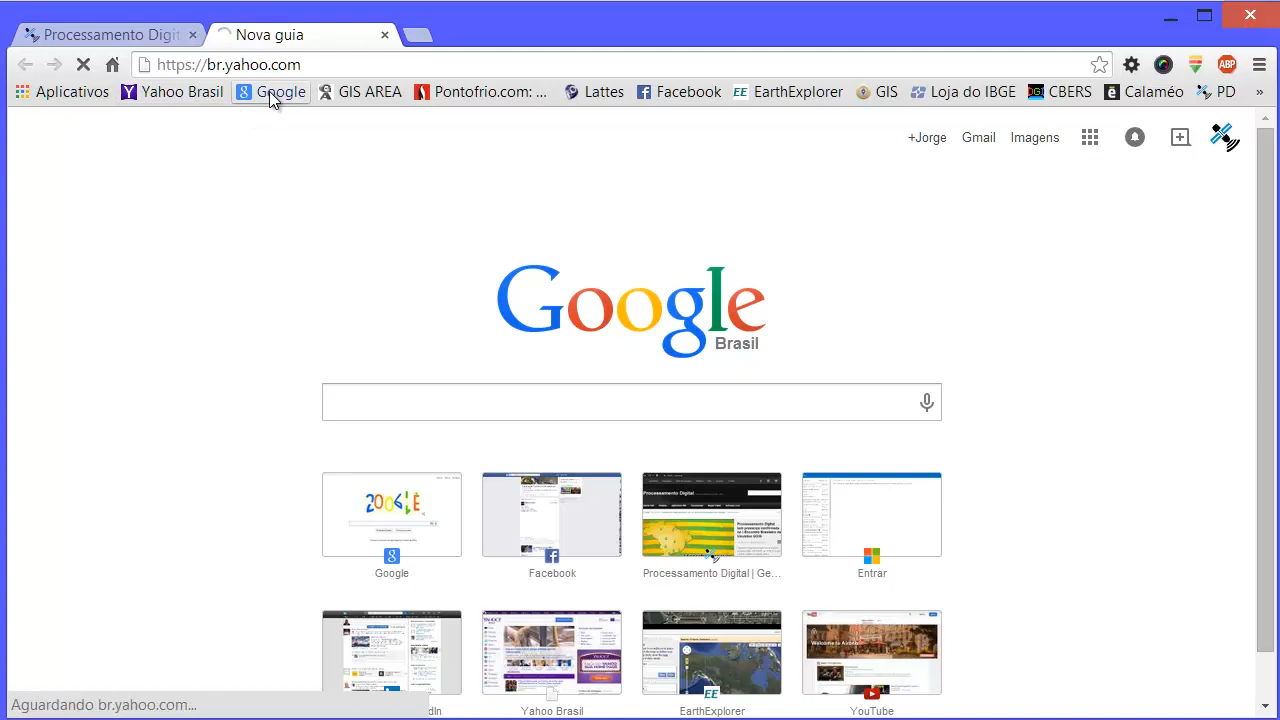 Processamento Digit
Nova guia
https://br.yahoo.com
Aplicativos Yahoo Brasil Google GIS AREA Pontofrio.com: ... Lattes Facebook EarthExplorer GIS Loja do IBGE CBERS Calaméo PD »
+Jorge Gmail Imagens
Google
Brasil
Google Facebook Processamento Digital | Ge... Entrar
Aguardando br.yahoo.com...
dIn Yahoo Brasil EarthExplorer YouTube